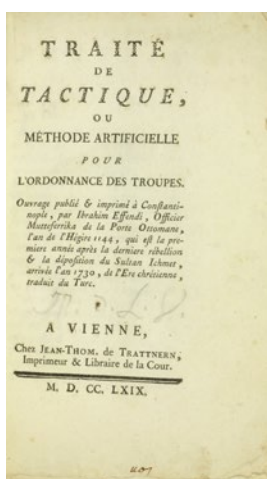 TRAITÉ
DE
TACTIQUE,
OU
MÉTHODE ARTIFICIELLE
POUR
L'ORDONNANCE DES TROUPES.
Ouvrage publié & imprimé à Constanti-
nople, par Ibrahim Effendi, Officier
Muteferrika de la Porte Ottomane,
l'an de l'Hégire 1144, qui est la pre-
miere année après la derniere rébellion
& la déposition du Sultan Achmet,
arrivée l'an 1730, de l'Ere chrétienne,
traduit du Turc.
A VIENNE,
Chez JEAN-THOM. de TRATTNERN,
Imprimeur & Libraire de la Cour.
M. D. CC. LXIX.